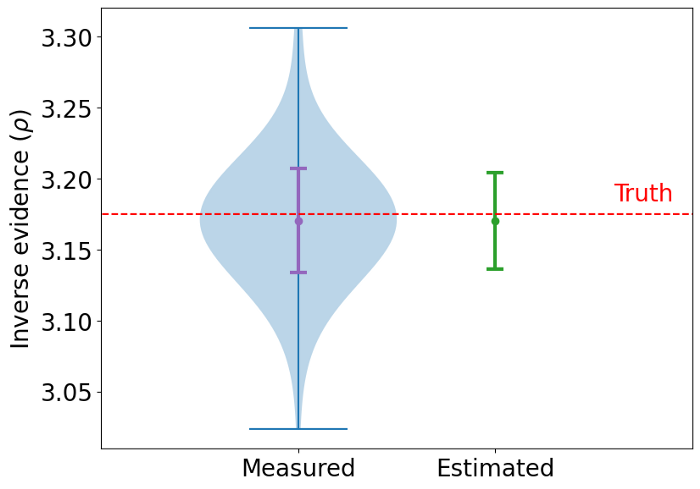 Inverse evidence (ρ)
3.30
3.25
3.20
3.15
3.10
3.05
Truth
Measured
Estimated